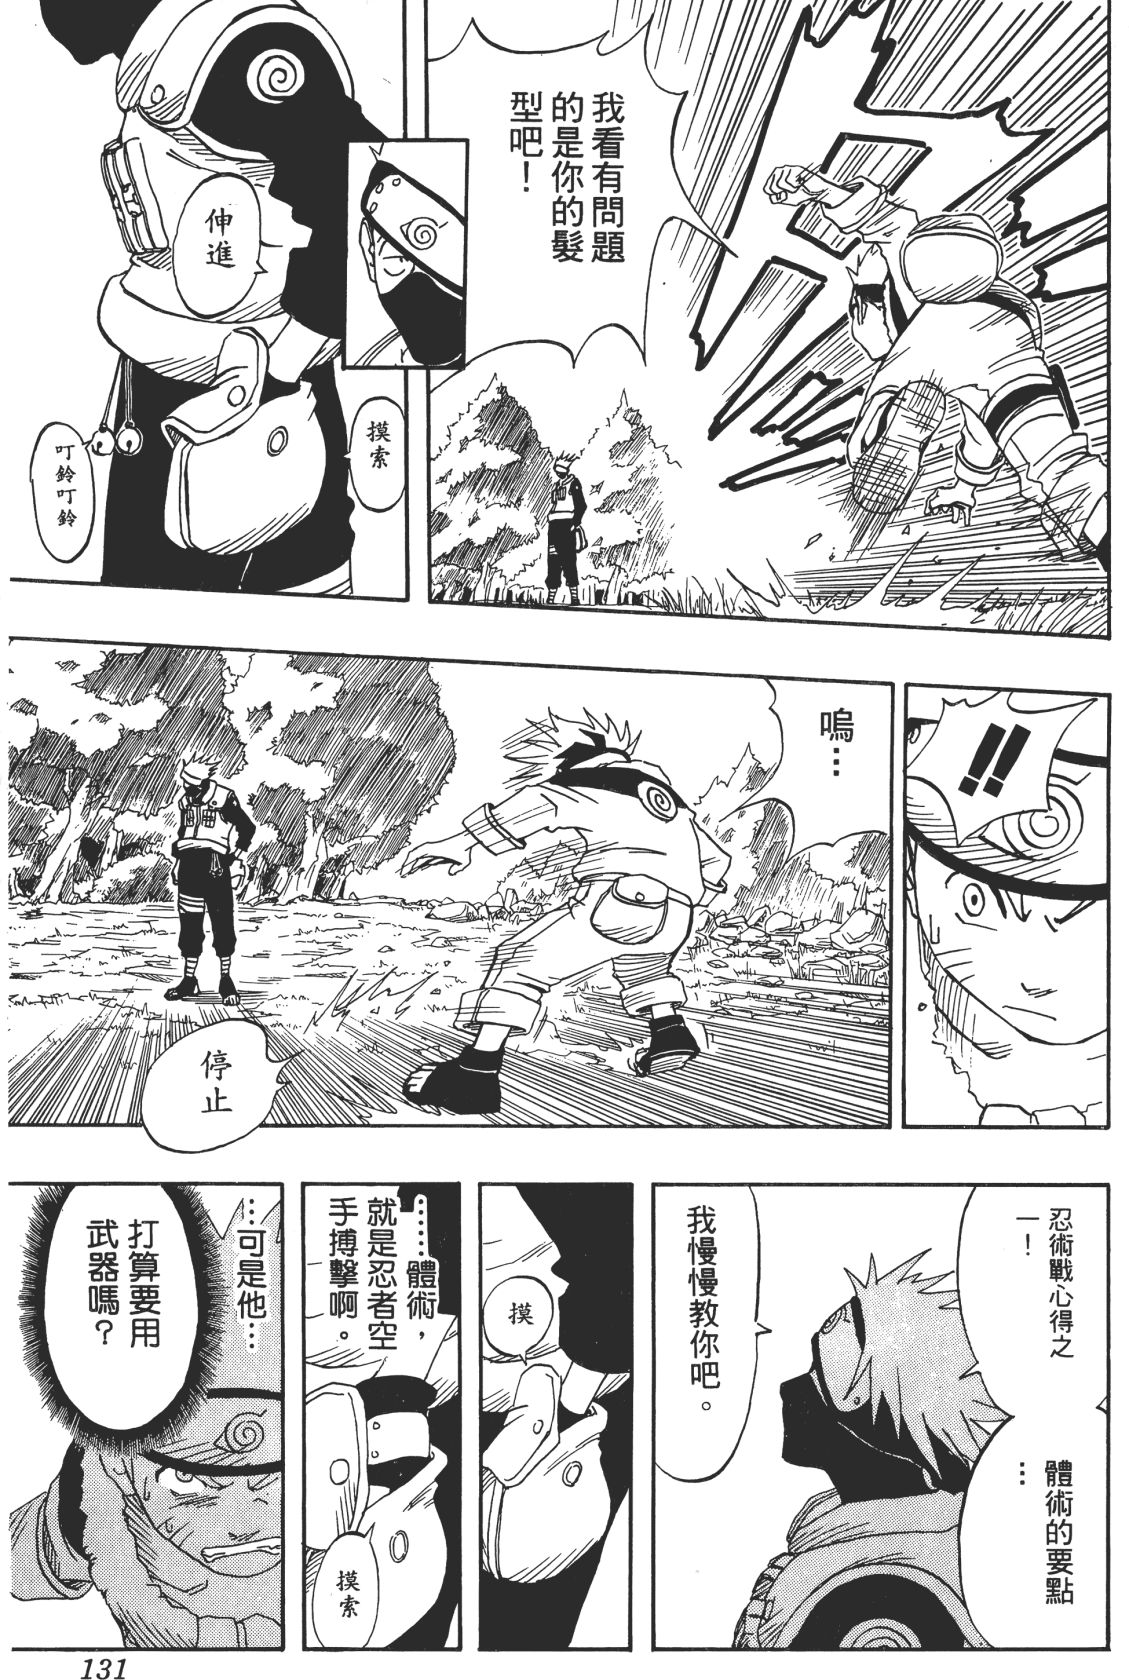 我看有問題
的是你的髮
型吧！
伸進
摸索
叮鈴叮鈴
!!
嗚…
停止
忍術戰心得之
一！
體術的要點
…
我慢慢教你吧。
摸
……體術，
就是忍者空
手搏擊啊。
摸索
…可是他…
打算要用
武器嗎？
131